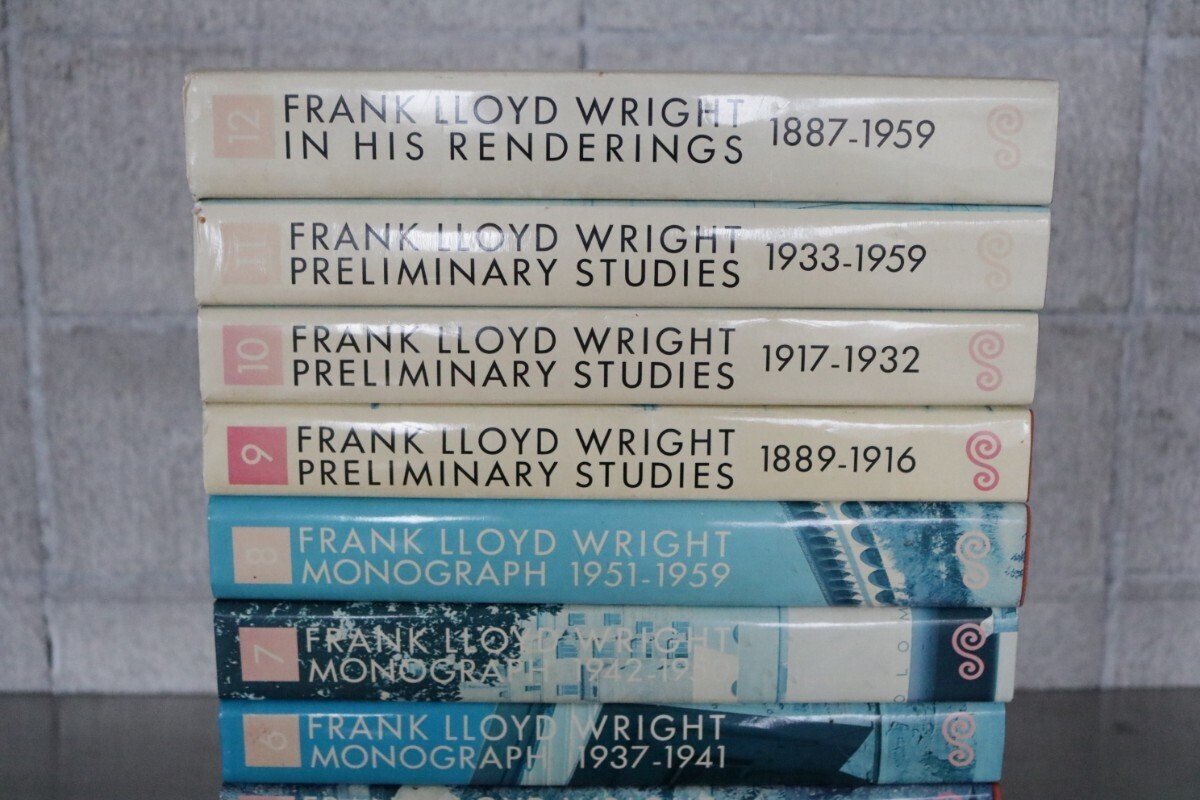 12
FRANK LLOYD WRIGHT
IN HIS RENDERINGS
1887-1959
11
FRANK LLOYD WRIGHT
PRELIMINARY STUDIES
1933-1959
10
FRANK LLOYD WRIGHT
PRELIMINARY STUDIES
1917-1932
9
FRANK LLOYD WRIGHT
PRELIMINARY STUDIES
1889-1916
8
FRANK LLOYD WRIGHT
MONOGRAPH 1951-1959
7
FRANK LLOYD WRIGHT
MONOGRAPH
6
FRANK LLOYD WRIGHT
MONOGRAPH 1937-1941